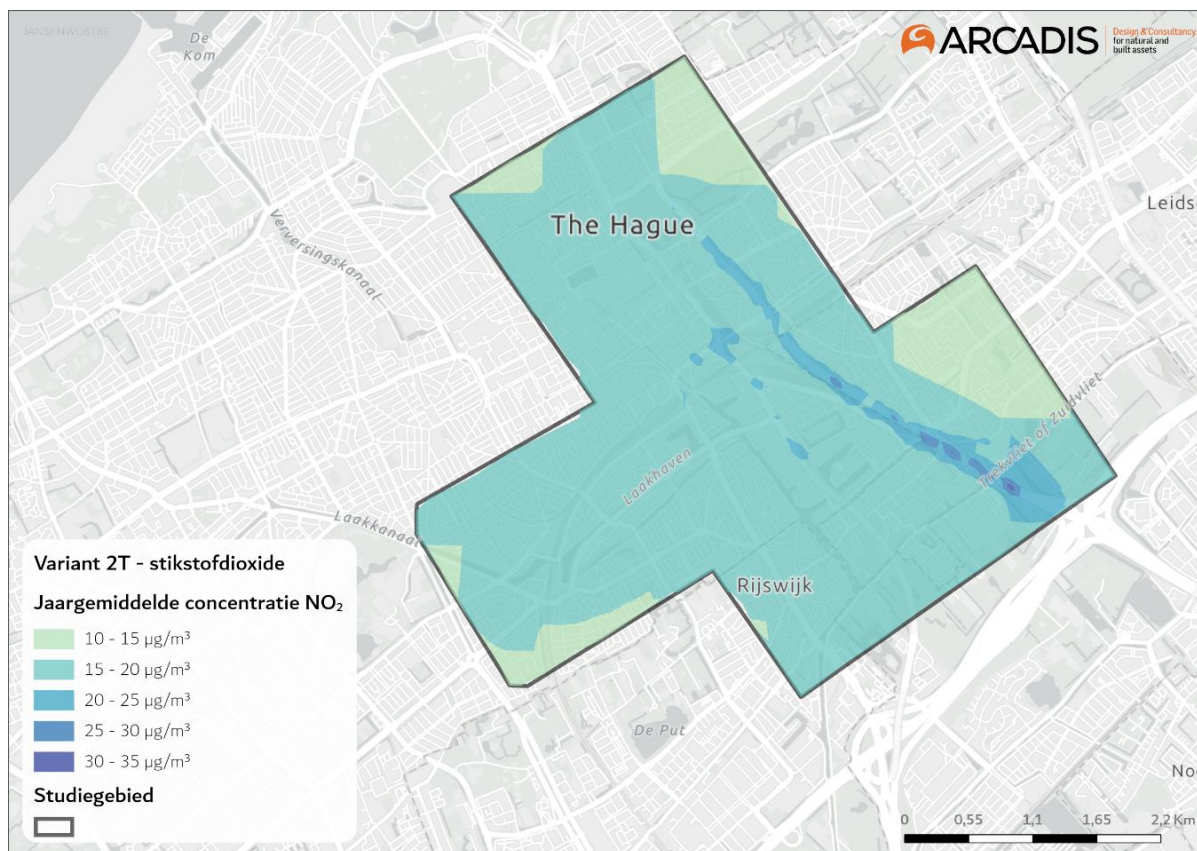 JANSENWD8188
De
Kom
ARCADIS
Design & Consultancy
for natural and
built assets
Leids
The Hague
Verversingskanaal
Trekvliet of Zuidvliet
Laakhaven
Laakkanaal
Rijswijk
De Put
No
Variant 2T - stikstofdioxide
Jaargemiddelde concentratie NO₂
10 - 15 µg/m³
15 - 20 µg/m³
20 - 25 µg/m³
25 - 30 µg/m³
30 - 35 µg/m³
Studiegebied
0 0,55 1,1 1,65 2,2 Km